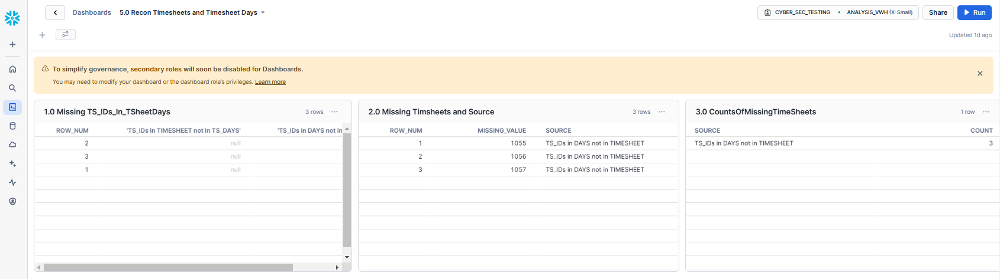 Dashboards 5.0 Recon Timesheets and Timesheet Days
CYBER_SEC_TESTING • ANALYSIS_VWH (X-Small) Share Run
Updated 1d ago
To simplify governance, secondary roles will soon be disabled for Dashboards.
You may need to modify your dashboard or the dashboard role's privileges. Learn more
1.0 Missing TS_IDs_In_TSheetDays 3 rows
ROW_NUM 'TS_IDs in TIMESHEET not in TS_DAYS' 'TS_IDs in DAYS not in
2 null
3 null
1 null
2.0 Missing Timsheets and Source 3 rows
ROW_NUM MISSING_VALUE SOURCE
1 1055 TS_IDs in DAYS not in TIMESHEET
2 1056 TS_IDs in DAYS not in TIMESHEET
3 1057 TS_IDs in DAYS not in TIMESHEET
3.0 CountsOfMissingTimeSheets 1 row
SOURCE COUNT
TS_IDs in DAYS not in TIMESHEET 3